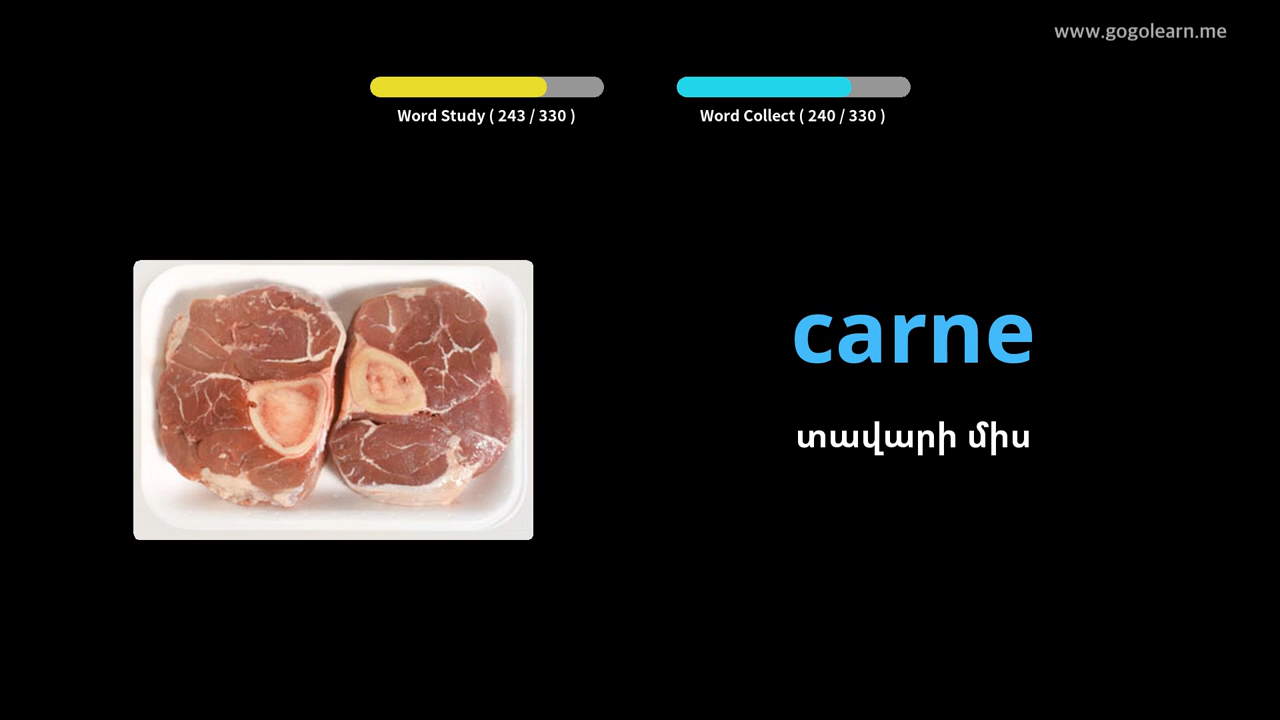 www.gogolearn.me
Word Study ( 243 / 330 )
Word Collect ( 240 / 330 )
carne
տավարի միս